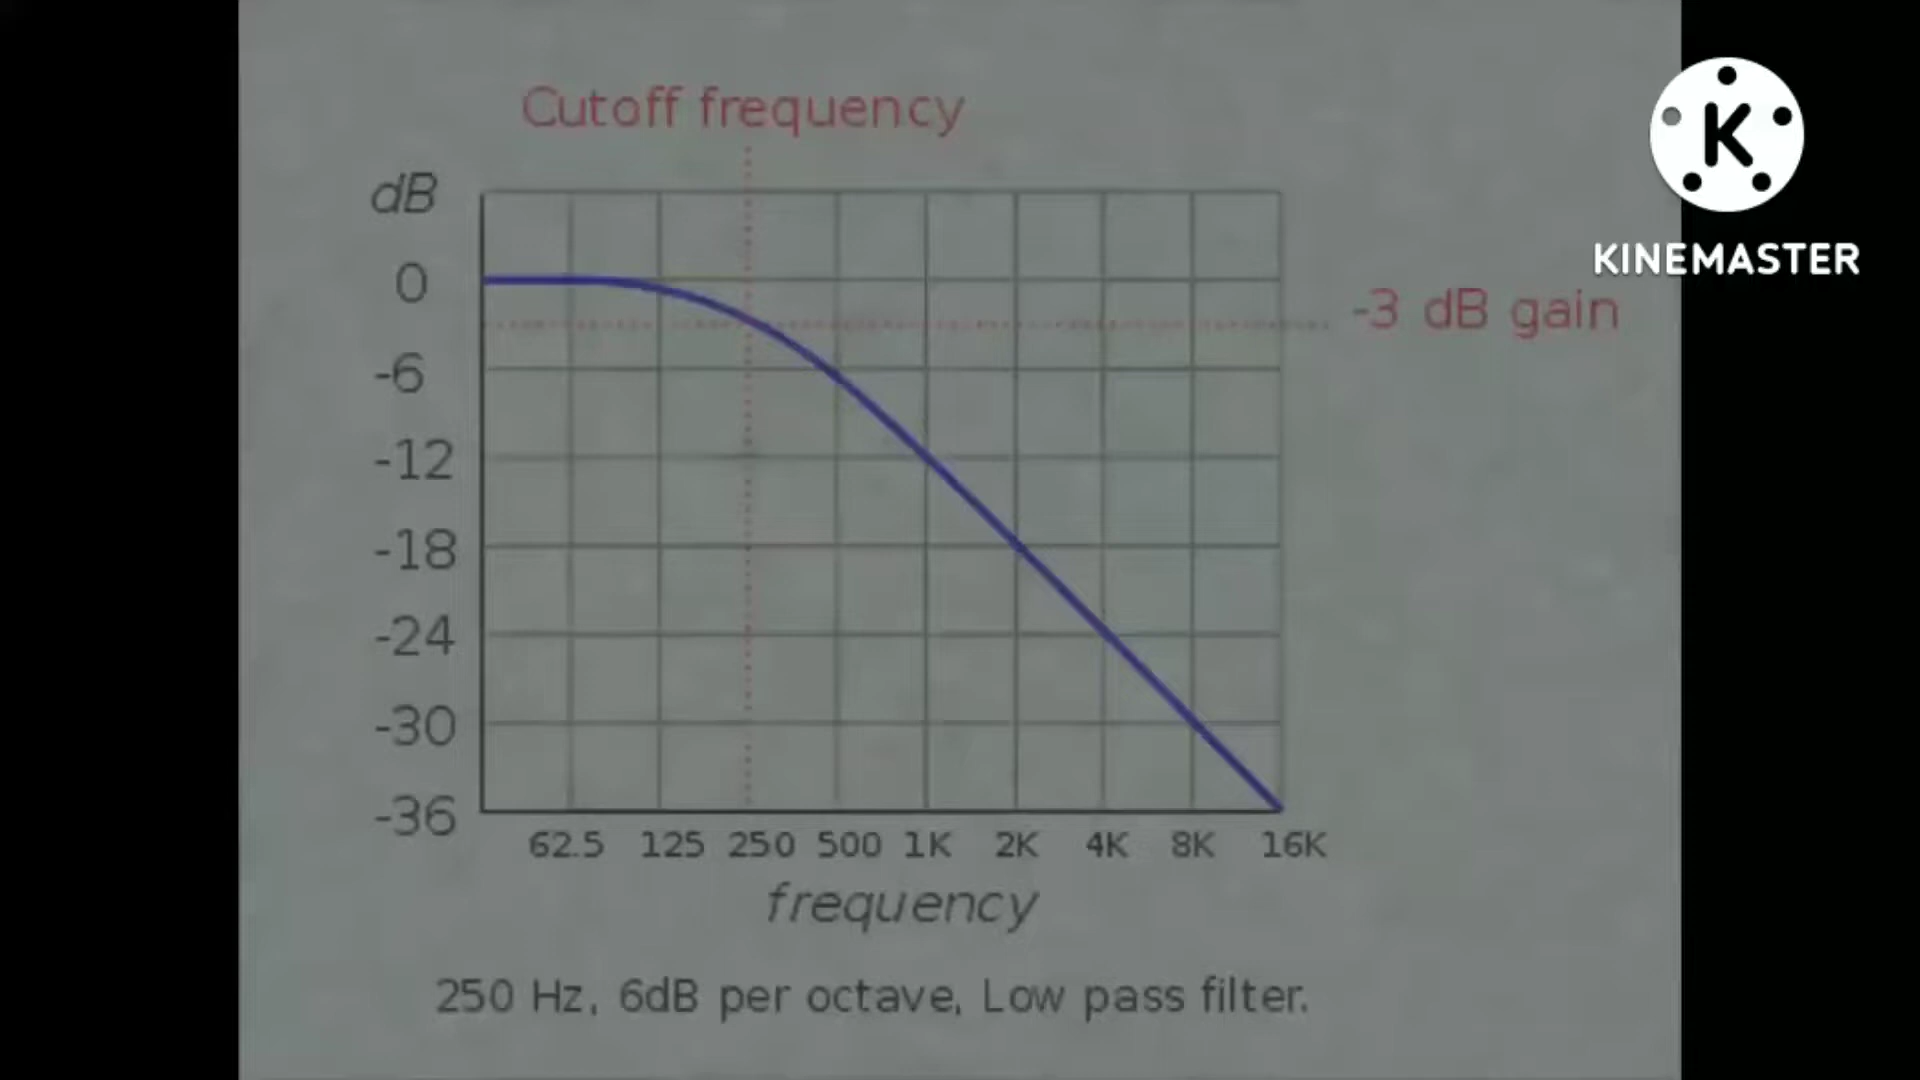 Cutoff frequency
dB
0
-3 dB gain
-6
-12
-18
-24
-30
-36
62.5 125 250 500 1K 2K 4K 8K 16K
frequency
250 Hz, 6dB per octave, Low pass filter.
K
KINEMASTER